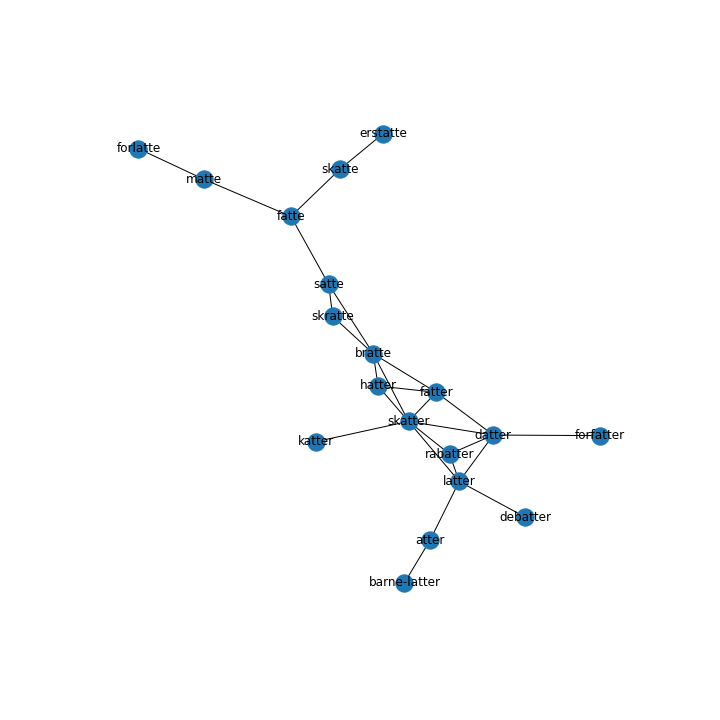 erstatte
forlatte
skatte
matte
fatte
satte
skratte
bratte
hatter
fatter
skatter
katter
datter
forfatter
rabatter
latter
debatter
atter
barne-latter